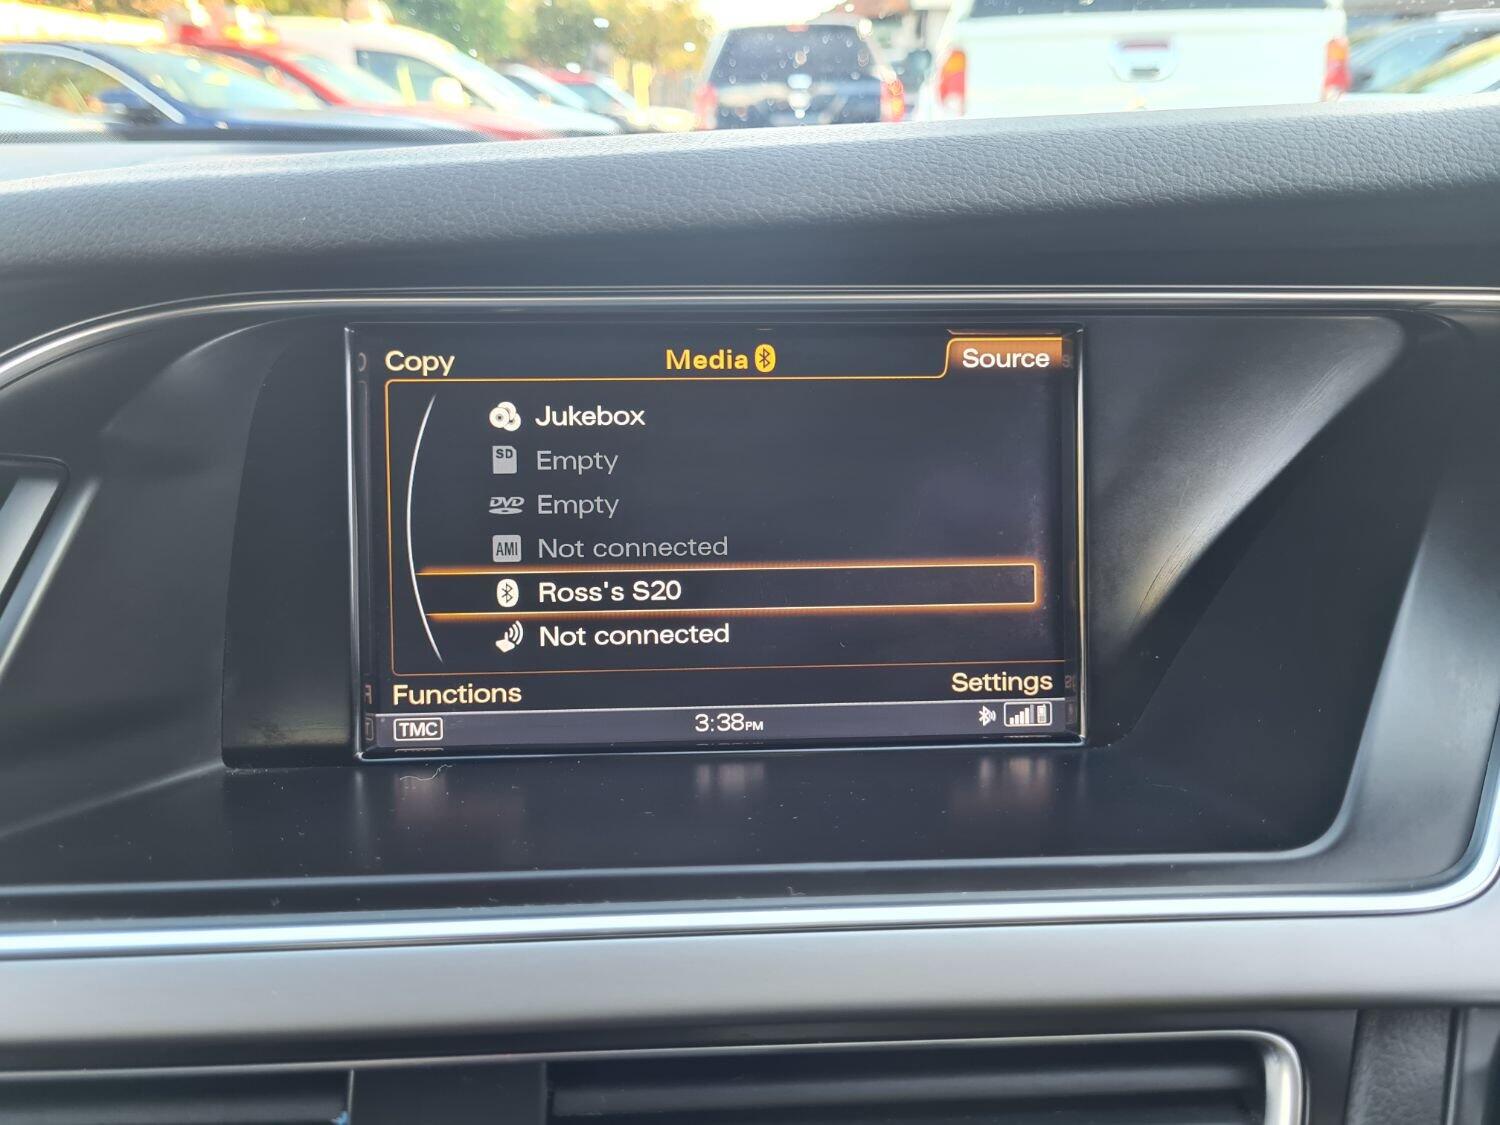 Copy Media Source
Jukebox
SD Empty
DVD Empty
AMI Not connected
Ross's S20
Not connected
Functions Settings
TMC 3:38PM